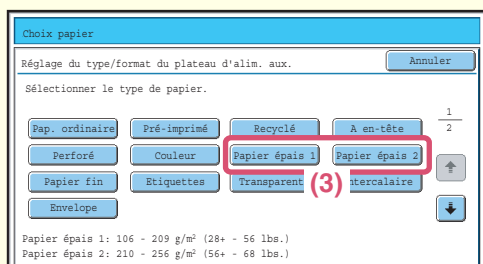 Choix papier
Réglage du type/format du plateau d'alim. aux. Annuler
Sélectionner le type de papier.
Pap. ordinaire Pré-imprimé Recyclé A en-tête
1
2
Perforé Couleur Papier épais 1 Papier épais 2
Papier fin Etiquettes Transparent (3) ntercalaire
Envelope
Papier épais 1: 106 - 209 g/m² (28+ - 56 lbs.)
Papier épais 2: 210 - 256 g/m² (56+ - 68 lbs.)